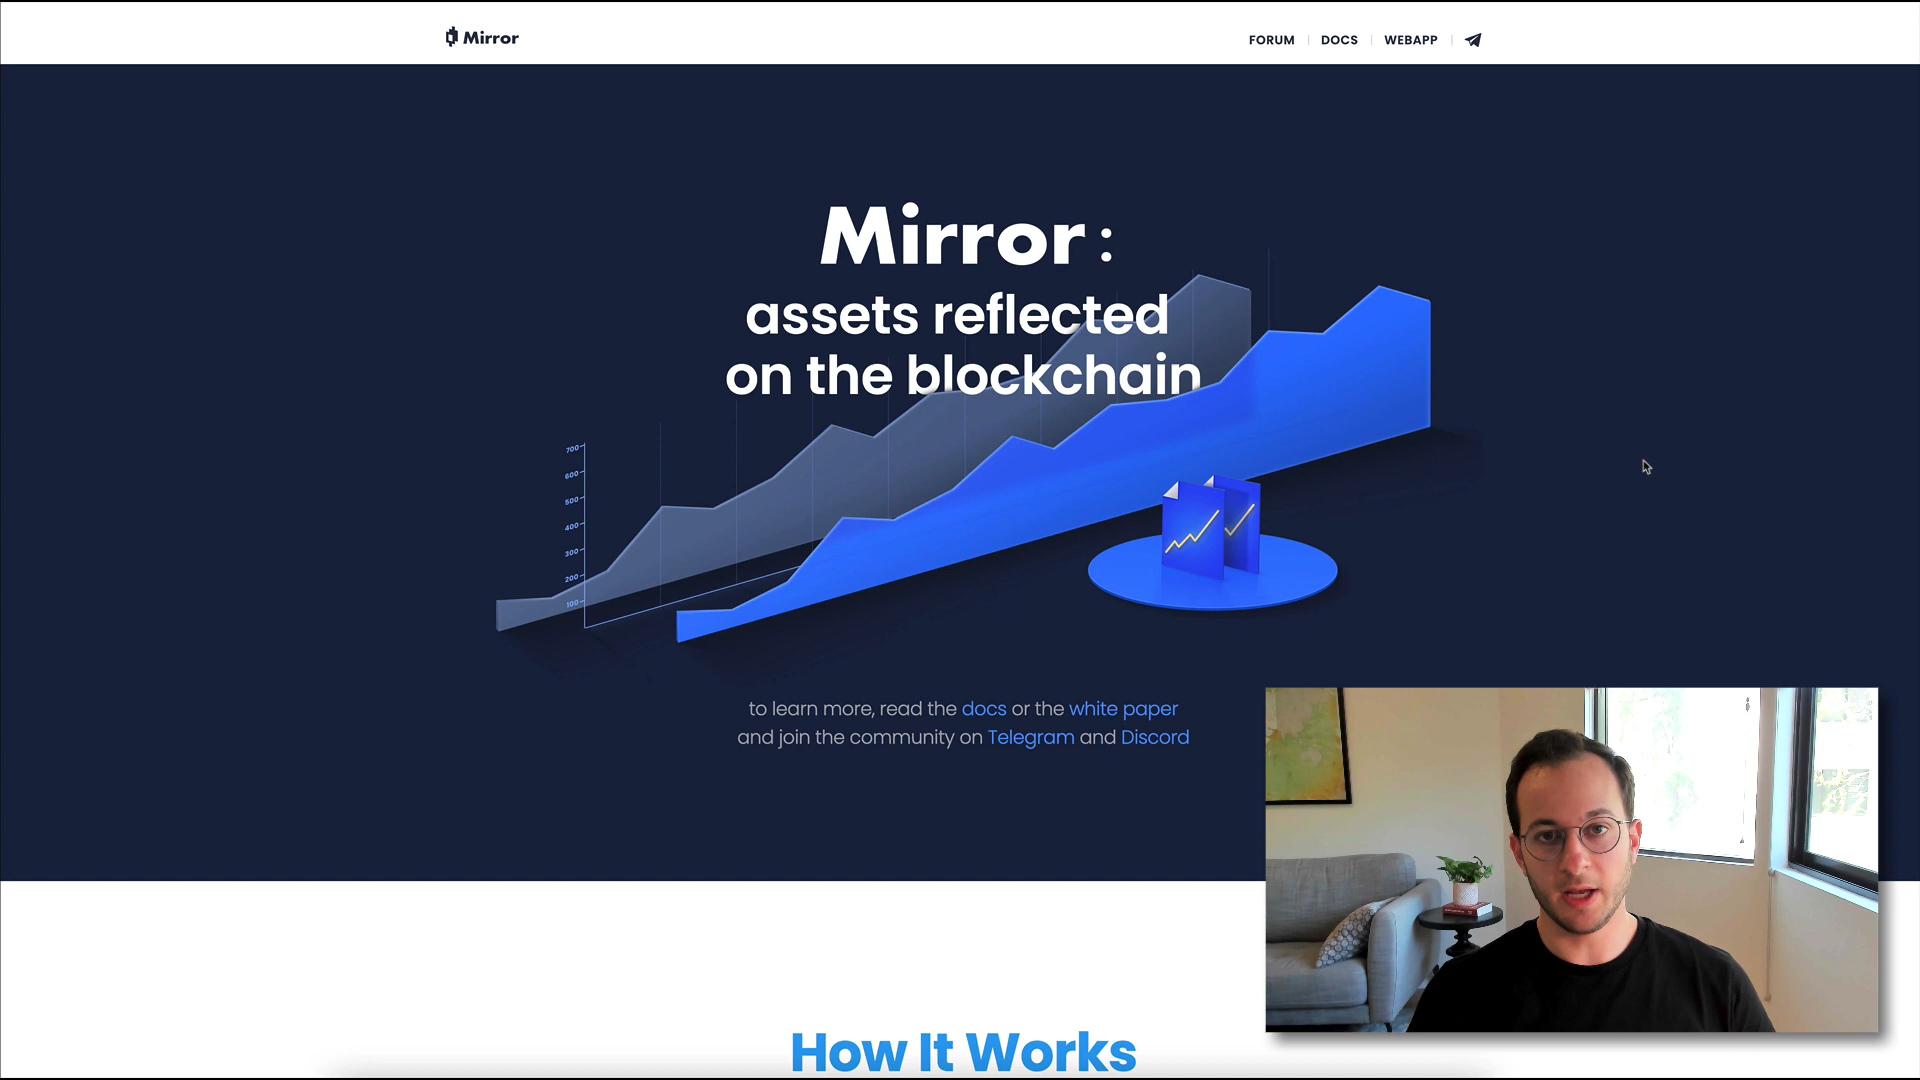 Mirror
FORUM
DOCS
WEBAPP
Mirror :
assets reflected
on the blockchain
700
600
500
400
300
200
100
to learn more, read the docs or the white paper
and join the community on Telegram and Discord
How It Works